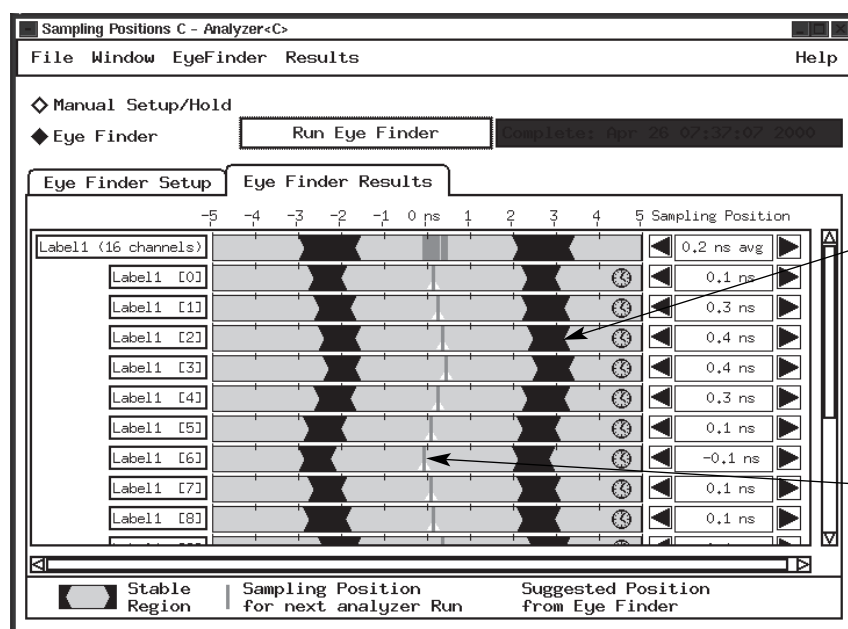 Sampling Positions C - Analyzer<C>
File Window EyeFinder Results Help
Manual Setup/Hold
Eye Finder
Run Eye Finder
Complete: Apr 26 07:37:07 2000
Eye Finder Setup
Eye Finder Results
-5 -4 -3 -2 -1 0 ns 1 2 3 4 5 Sampling Position
Label1 (16 channels) 0.2 ns avg
Label1 [0] 0.1 ns
Label1 [1] 0.3 ns
Label1 [2] 0.4 ns
Label1 [3] 0.4 ns
Label1 [4] 0.3 ns
Label1 [5] 0.1 ns
Label1 [6] -0.1 ns
Label1 [7] 0.1 ns
Label1 [8] 0.1 ns
Stable Region
Sampling Position for next analyzer Run
Suggested Position from Eye Finder